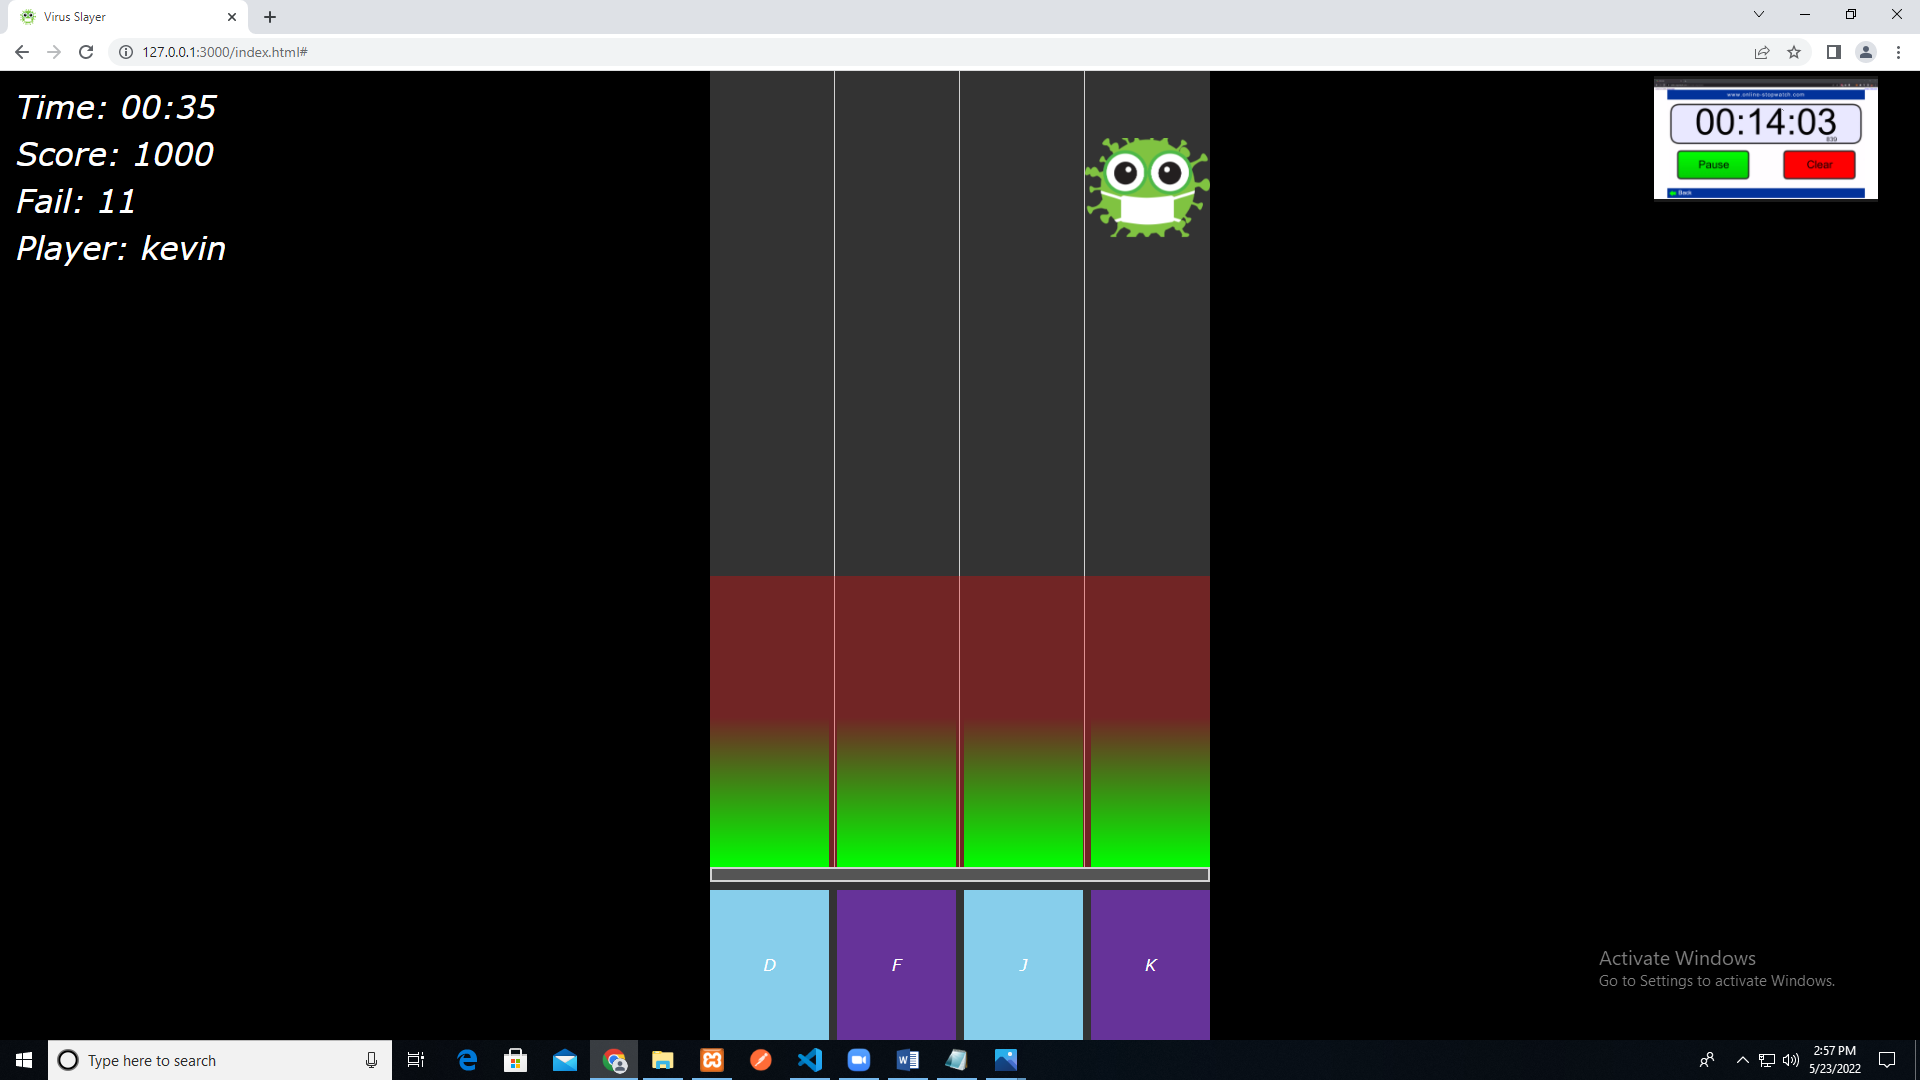 Virus Slayer
127.0.0.1:3000/index.html#
Time: 00:35
Score: 1000
Fail: 11
Player: kevin
www.online-stopwatch.com
00:14:03
Pause
Clear
Back
D
F
J
K
Activate Windows
Go to Settings to activate Windows.
Type here to search
2:57 PM
5/23/2022